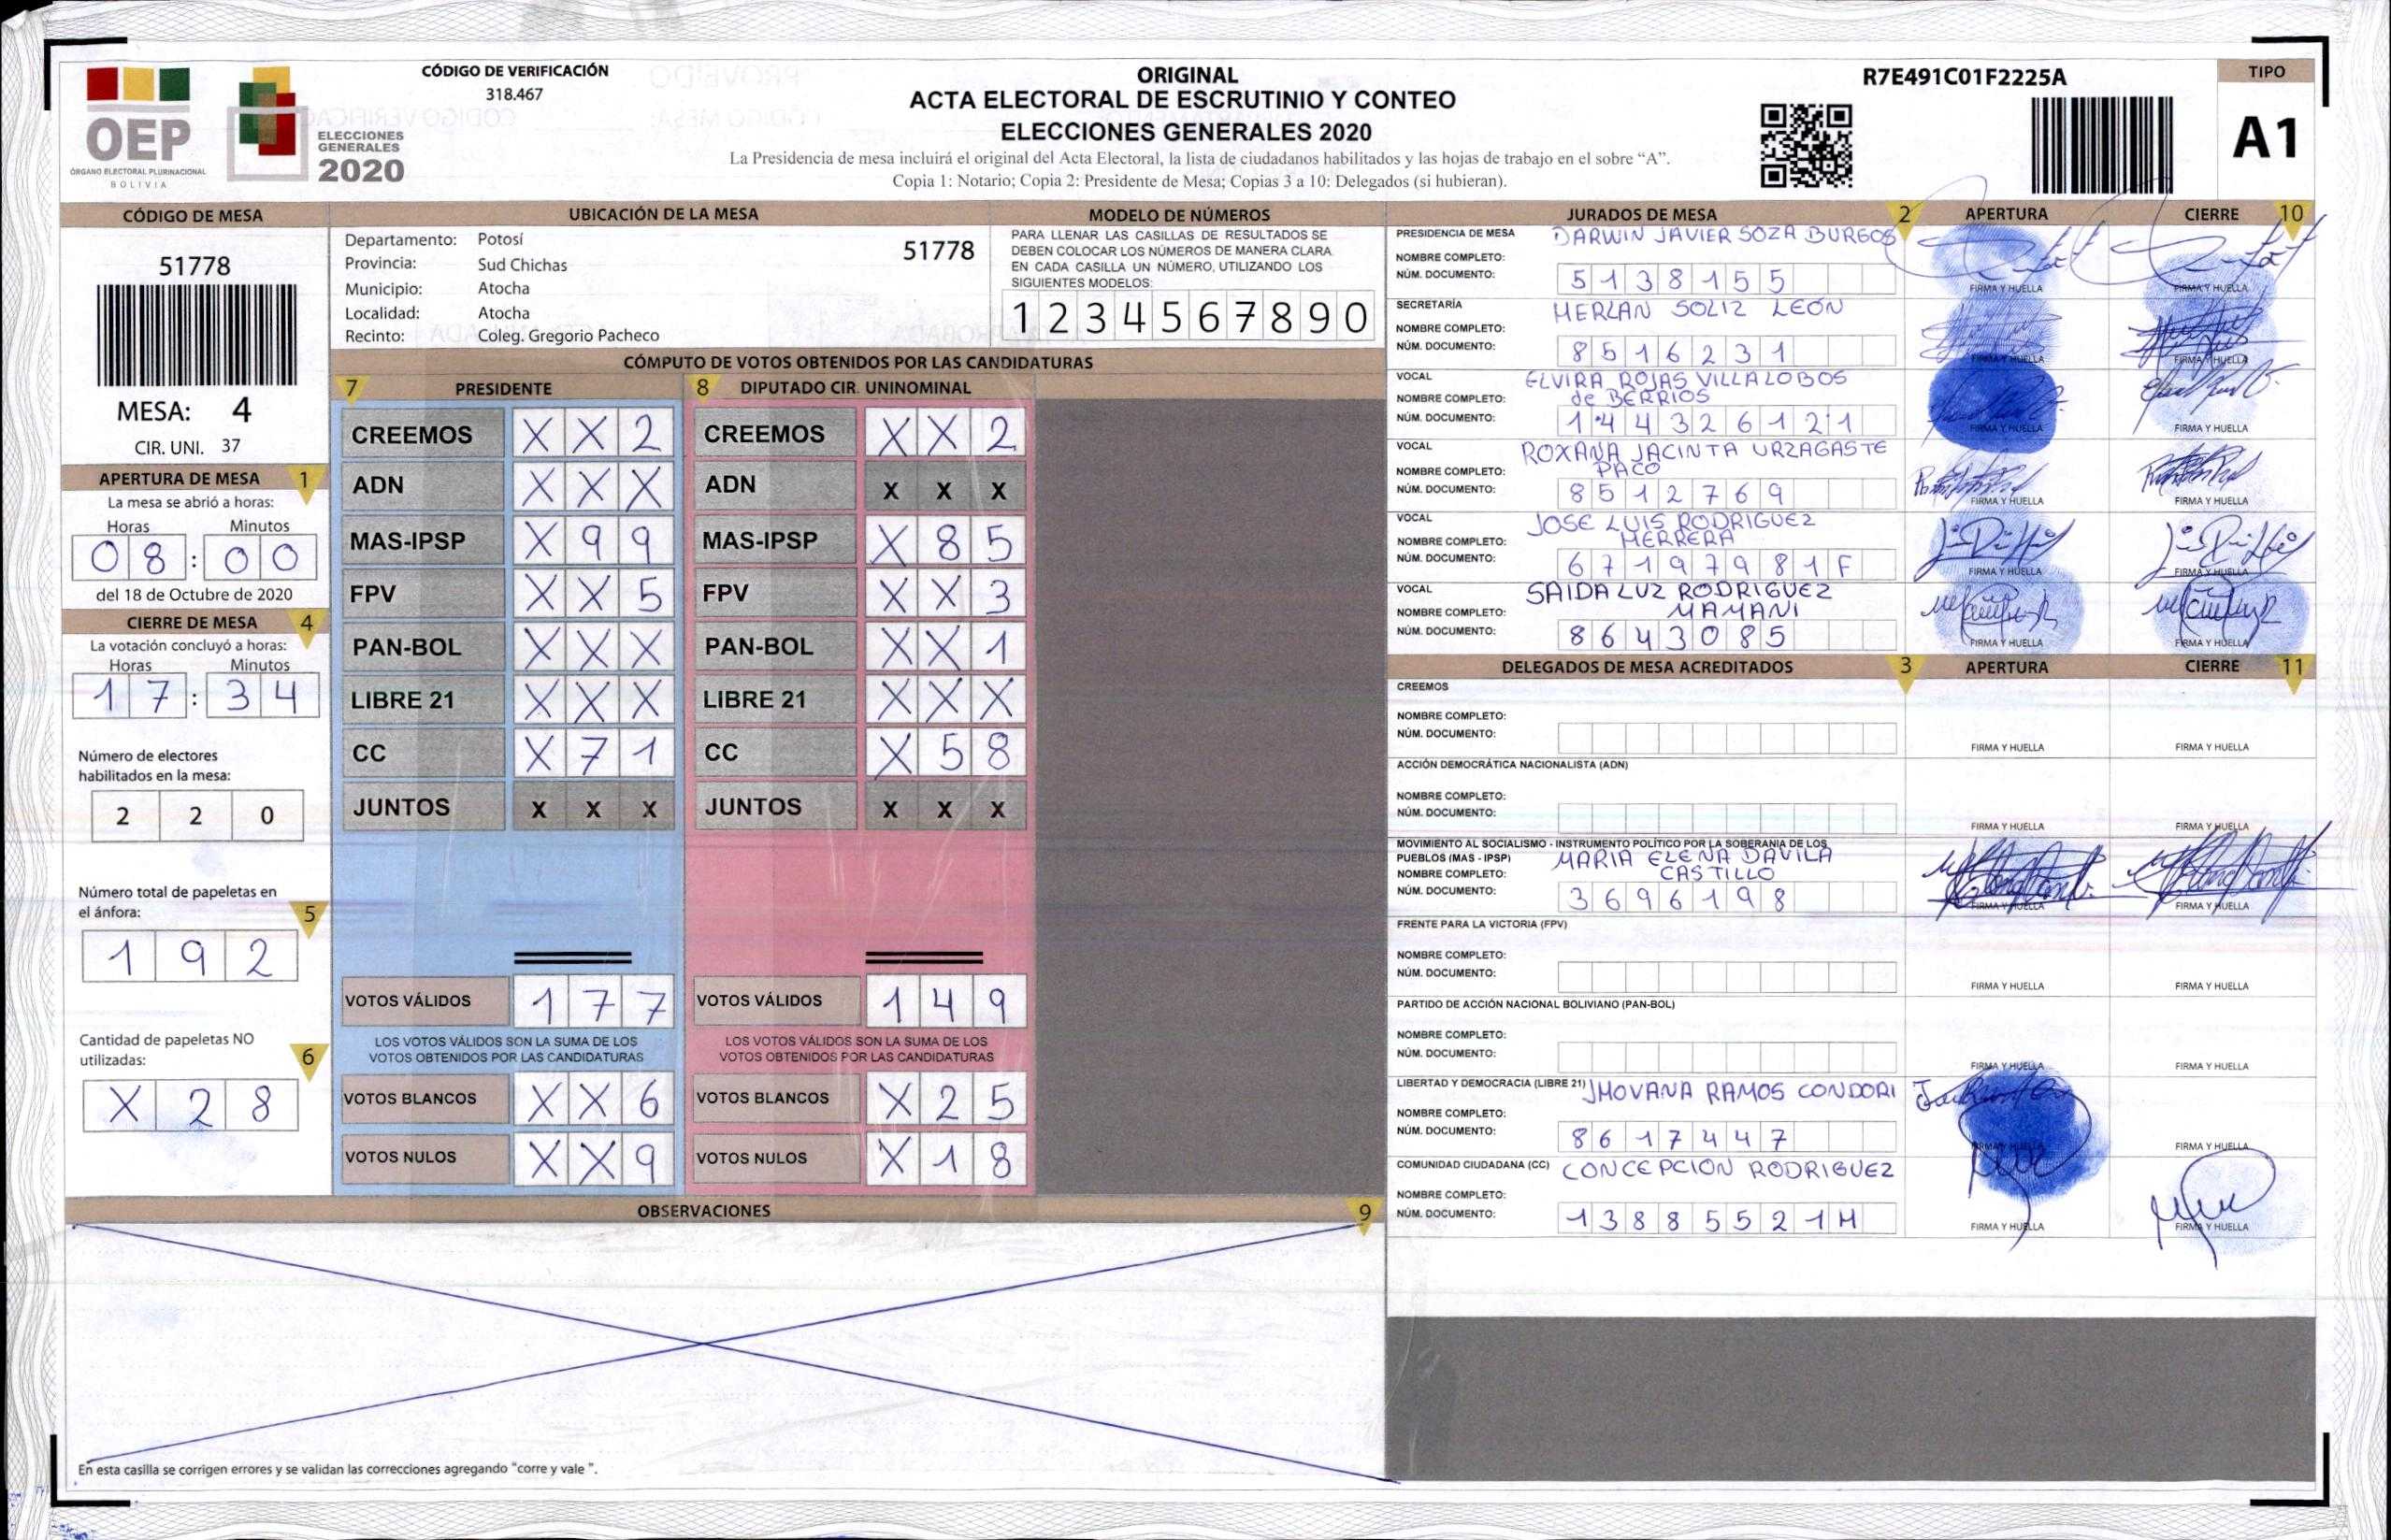 OEP
ÓRGANO ELECTORAL PLURINACIONAL
BOLIVIA
ELECCIONES
GENERALES
2020
CÓDIGO DE VERIFICACIÓN
318.467
ORIGINAL
ACTA ELECTORAL DE ESCRUTINIO Y CONTEO
ELECCIONES GENERALES 2020
La Presidencia de mesa incluirá el original del Acta Electoral, la lista de ciudadanos habilitados y las hojas de trabajo en el sobre “A”.
Copia 1: Notario; Copia 2: Presidente de Mesa; Copias 3 a 10: Delegados (si hubieran).
R7E491C01F2225A
TIPO
A1
CÓDIGO DE MESA
51778
MESA: 4
CIR. UNI. 37
APERTURA DE MESA 1
La mesa se abrió a horas:
Horas Minutos
08:00
del 18 de Octubre de 2020
CIERRE DE MESA 4
La votación concluyó a horas:
Horas Minutos
17:34
Número de electores
habilitados en la mesa:
2 2 0
Número total de papeletas en
el ánfora:
5
1 9 2
Cantidad de papeletas NO
utilizadas:
6
X 2 8
UBICACIÓN DE LA MESA
Departamento: Potosí
51778
Provincia: Sud Chichas
Municipio: Atocha
Localidad: Atocha
Recinto: Coleg. Gregorio Pacheco
MODELO DE NÚMEROS
PARA LLENAR LAS CASILLAS DE RESULTADOS SE
DEBEN COLOCAR LOS NÚMEROS DE MANERA CLARA
EN CADA CASILLA UN NÚMERO, UTILIZANDO LOS
SIGUIENTES MODELOS:
1 2 3 4 5 6 7 8 9 0
CÓMPUTO DE VOTOS OBTENIDOS POR LAS CANDIDATURAS
7 PRESIDENTE
CREEMOS X X 2
ADN X X X
MAS-IPSP X 9 9
FPV X X 5
PAN-BOL X X X
LIBRE 21 X X X
CC X 7 1
JUNTOS X X X
VOTOS VÁLIDOS 1 7 7
LOS VOTOS VÁLIDOS SON LA SUMA DE LOS
VOTOS OBTENIDOS POR LAS CANDIDATURAS
VOTOS BLANCOS X X 6
VOTOS NULOS X X 9
8 DIPUTADO CIR. UNINOMINAL
CREEMOS X X 2
ADN X X X
MAS-IPSP X 8 5
FPV X X 3
PAN-BOL X X 1
LIBRE 21 X X X
CC X 5 8
JUNTOS X X X
VOTOS VÁLIDOS 1 4 9
LOS VOTOS VÁLIDOS SON LA SUMA DE LOS
VOTOS OBTENIDOS POR LAS CANDIDATURAS
VOTOS BLANCOS X 2 5
VOTOS NULOS X 1 8
OBSERVACIONES 9
En esta casilla se corrigen errores y se validan las correcciones agregando "corre y vale ".
JURADOS DE MESA 2 APERTURA CIERRE 10
PRESIDENCIA DE MESA DARWIN JAVIER SOZA BURGOS
NOMBRE COMPLETO:
NÚM. DOCUMENTO: 5138155
FIRMA Y HUELLA FIRMA Y HUELLA
SECRETARÍA HERLAN SOLIZ LEON
NOMBRE COMPLETO:
NÚM. DOCUMENTO: 8516231
FIRMA Y HUELLA FIRMA Y HUELLA
VOCAL ELVIRA ROJAS VILLALOBOS
NOMBRE COMPLETO: de BERRIOS
NÚM. DOCUMENTO: 144326121
FIRMA Y HUELLA FIRMA Y HUELLA
VOCAL ROXANA JACINTA URZAGASTE
NOMBRE COMPLETO: PACO
NÚM. DOCUMENTO: 8512769
FIRMA Y HUELLA FIRMA Y HUELLA
VOCAL JOSE LUIS RODRIGUEZ
NOMBRE COMPLETO: HERRERA
NÚM. DOCUMENTO: 67197981F
FIRMA Y HUELLA FIRMA Y HUELLA
VOCAL SAIDA LUZ RODRIGUEZ
NOMBRE COMPLETO: MAMANI
NÚM. DOCUMENTO: 8643085
FIRMA Y HUELLA FIRMA Y HUELLA
DELEGADOS DE MESA ACREDITADOS 3 APERTURA CIERRE 11
CREEMOS
NOMBRE COMPLETO:
NÚM. DOCUMENTO:
FIRMA Y HUELLA FIRMA Y HUELLA
ACCIÓN DEMOCRÁTICA NACIONALISTA (ADN)
NOMBRE COMPLETO:
NÚM. DOCUMENTO:
FIRMA Y HUELLA FIRMA Y HUELLA
MOVIMIENTO AL SOCIALISMO - INSTRUMENTO POLÍTICO POR LA SOBERANÍA DE LOS
PUEBLOS (MAS - IPSP) MARIA ELENA DAVILA
NOMBRE COMPLETO: CASTILLO
NÚM. DOCUMENTO: 3696198
FIRMA Y HUELLA FIRMA Y HUELLA
FRENTE PARA LA VICTORIA (FPV)
NOMBRE COMPLETO:
NÚM. DOCUMENTO:
FIRMA Y HUELLA FIRMA Y HUELLA
PARTIDO DE ACCIÓN NACIONAL BOLIVIANO (PAN-BOL)
NOMBRE COMPLETO:
NÚM. DOCUMENTO:
FIRMA Y HUELLA FIRMA Y HUELLA
LIBERTAD Y DEMOCRACIA (LIBRE 21) JHOVANA RAMOS CONDORI
NOMBRE COMPLETO:
NÚM. DOCUMENTO: 8617447
FIRMA Y HUELLA FIRMA Y HUELLA
COMUNIDAD CIUDADANA (CC) CONCEPCION RODRIGUEZ
NOMBRE COMPLETO:
NÚM. DOCUMENTO: 13885521H
FIRMA Y HUELLA FIRMA Y HUELLA